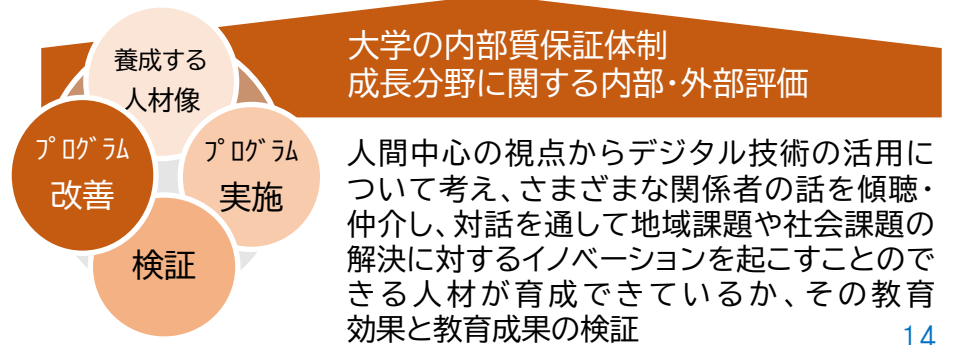 養成する
人材像
プログラム
改善
プログラム
実施
検証
大学の内部質保証体制
成長分野に関する内部・外部評価
人間中心の視点からデジタル技術の活用に
ついて考え、さまざまな関係者の話を傾聴・
仲介し、対話を通して地域課題や社会課題の
解決に対するイノベーションを起こすことので
きる人材が育成できているか、その教育
効果と教育成果の検証
14